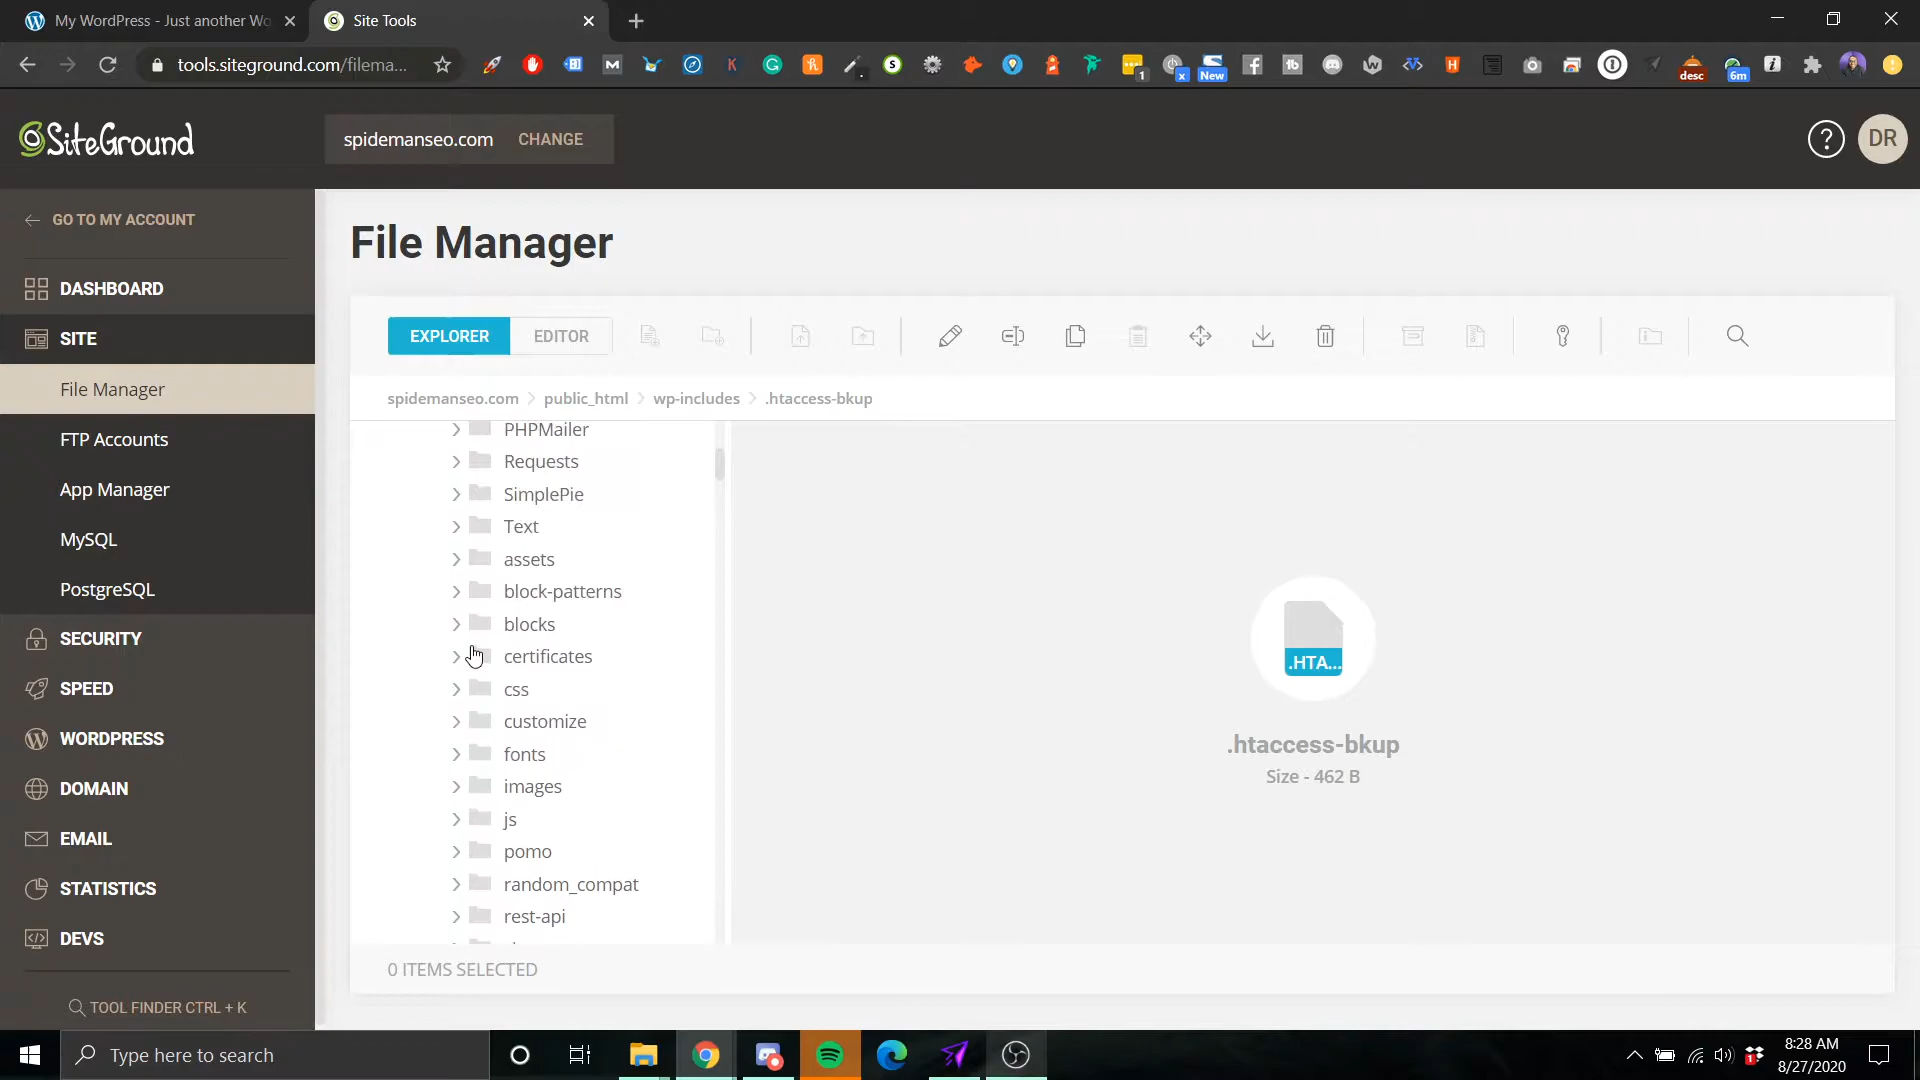 My WordPress - Just another Wo
Site Tools
tools.siteground.com/filema...
1
x
New
desc
6m
SiteGround
spidemanseo.com CHANGE
?
DR
GO TO MY ACCOUNT
DASHBOARD
SITE
File Manager
FTP Accounts
App Manager
MySQL
PostgreSQL
SECURITY
SPEED
WORDPRESS
DOMAIN
EMAIL
STATISTICS
DEVS
TOOL FINDER CTRL + K
File Manager
EXPLORER
EDITOR
spidemanseo.com > public_html > wp-includes > .htaccess-bkup
PHPMailer
Requests
SimplePie
Text
assets
block-patterns
blocks
certificates
css
customize
fonts
images
js
pomo
random_compat
rest-api
.HTA...
.htaccess-bkup
Size - 462 B
0 ITEMS SELECTED
Type here to search
8:28 AM
8/27/2020